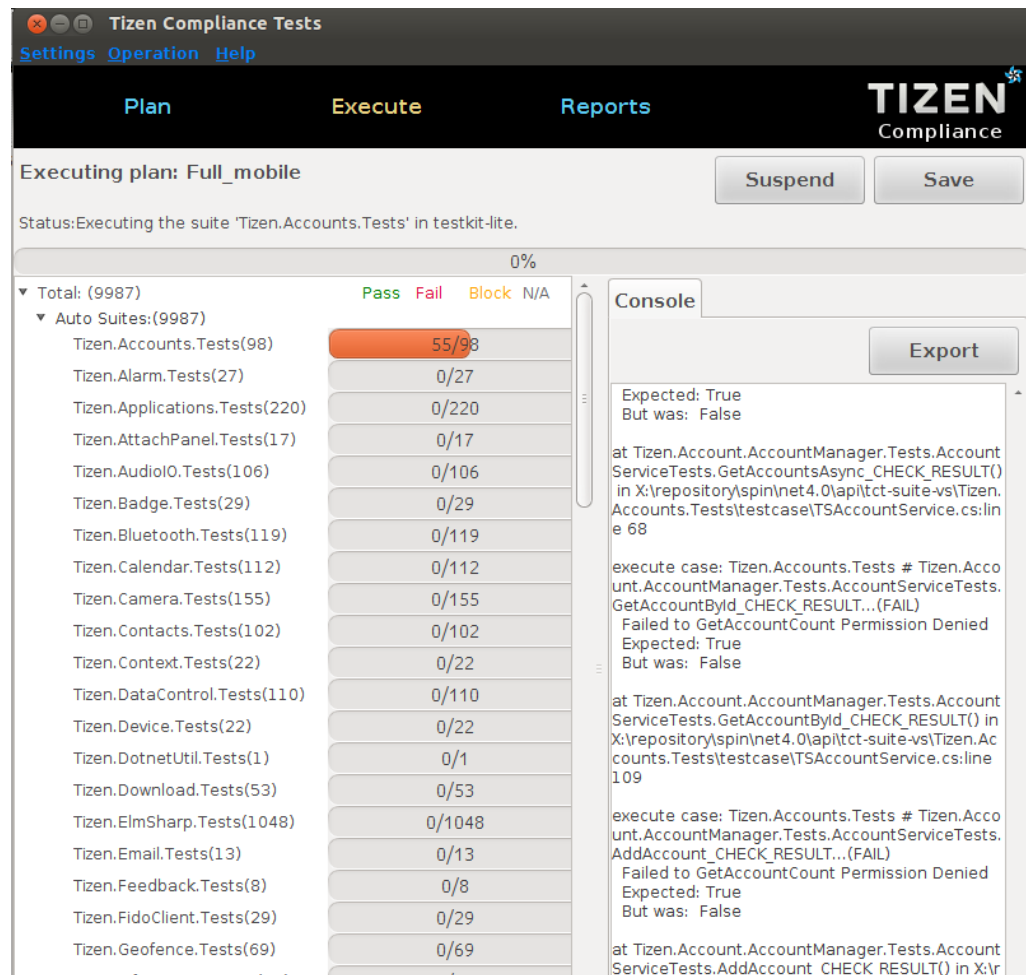 Tizen Compliance Tests
Settings Operation Help
Plan Execute Reports
TIZEN
Compliance
Executing plan: Full_mobile
Suspend Save
Status:Executing the suite 'Tizen.Accounts.Tests' in testkit-lite.
0%
Total: (9987) Pass Fail Block N/A
Auto Suites:(9987)
Tizen.Accounts.Tests(98) 55/98
Tizen.Alarm.Tests(27) 0/27
Tizen.Applications.Tests(220) 0/220
Tizen.AttachPanel.Tests(17) 0/17
Tizen.AudioIO.Tests(106) 0/106
Tizen.Badge.Tests(29) 0/29
Tizen.Bluetooth.Tests(119) 0/119
Tizen.Calendar.Tests(112) 0/112
Tizen.Camera.Tests(155) 0/155
Tizen.Contacts.Tests(102) 0/102
Tizen.Context.Tests(22) 0/22
Tizen.DataControl.Tests(110) 0/110
Tizen.Device.Tests(22) 0/22
Tizen.DotnetUtil.Tests(1) 0/1
Tizen.Download.Tests(53) 0/53
Tizen.ElmSharp.Tests(1048) 0/1048
Tizen.Email.Tests(13) 0/13
Tizen.Feedback.Tests(8) 0/8
Tizen.FidoClient.Tests(29) 0/29
Tizen.Geofence.Tests(69) 0/69
Console
Export
Expected: True
But was: False
at Tizen.Account.AccountManager.Tests.Account
ServiceTests.GetAccountsAsync_CHECK_RESULT()
in X:\repository\spin\net4.0\api\tct-suite-vs\Tizen.
Accounts.Tests\testcase\TSAccountService.cs:lin
e 68
execute case: Tizen.Accounts.Tests # Tizen.Acco
unt.AccountManager.Tests.AccountServiceTests.
GetAccountById_CHECK_RESULT...(FAIL)
Failed to GetAccountCount Permission Denied
Expected: True
But was: False
at Tizen.Account.AccountManager.Tests.Account
ServiceTests.GetAccountById_CHECK_RESULT() in
X:\repository\spin\net4.0\api\tct-suite-vs\Tizen.Ac
counts.Tests\testcase\TSAccountService.cs:line
109
execute case: Tizen.Accounts.Tests # Tizen.Acco
unt.AccountManager.Tests.AccountServiceTests.
AddAccount_CHECK_RESULT...(FAIL)
Failed to GetAccountCount Permission Denied
Expected: True
But was: False
at Tizen.Account.AccountManager.Tests.Account
ServiceTests.AddAccount_CHECK_RESULT() in X:\r